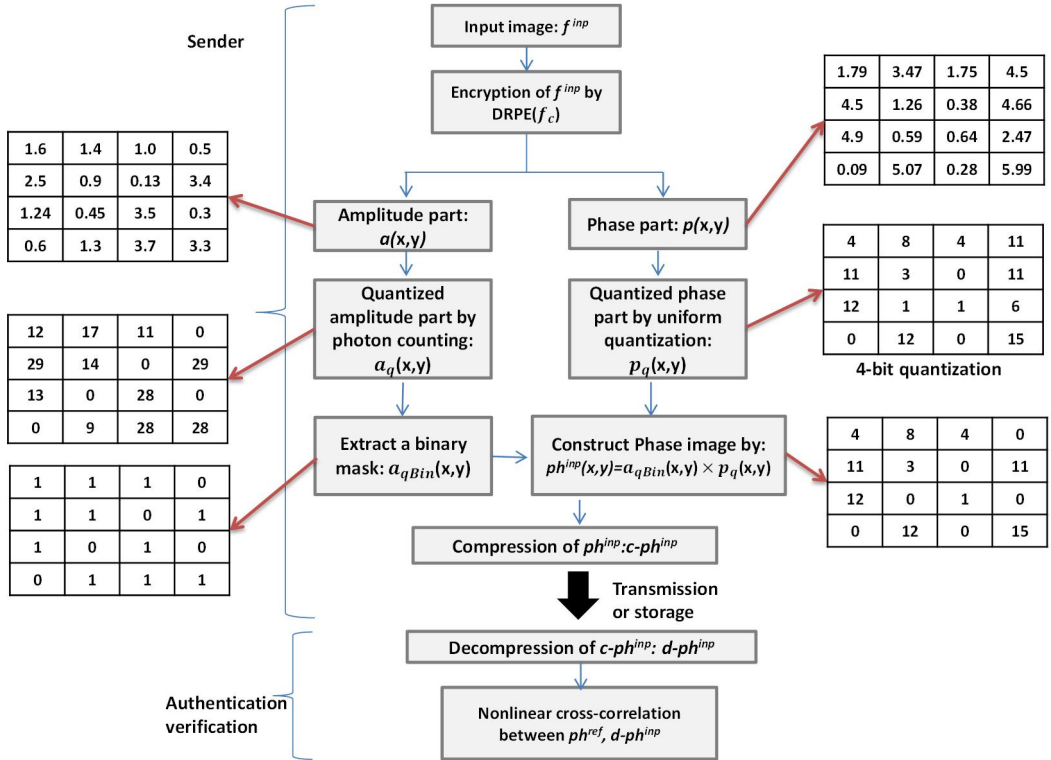 Sender
Input image: f inp
Encryption of f inp by
DRPE(fc)
1.79 3.47 1.75 4.5
4.5 1.26 0.38 4.66
4.9 0.59 0.64 2.47
0.09 5.07 0.28 5.99
1.6 1.4 1.0 0.5
2.5 0.9 0.13 3.4
1.24 0.45 3.5 0.3
0.6 1.3 3.7 3.3
Amplitude part:
a(x,y)
Phase part: p(x,y)
4 8 4 11
11 3 0 11
12 1 1 6
0 12 0 15
4-bit quantization
Quantized
amplitude part by
photon counting:
aq(x,y)
Quantized phase
part by uniform
quantization:
pq(x,y)
12 17 11 0
29 14 0 29
13 0 28 0
0 9 28 28
Extract a binary
mask: aqBin(x,y)
Construct Phase image by:
ph inp(x,y)=aqBin(x,y) × pq(x,y)
4 8 4 0
11 3 0 11
12 0 1 0
0 12 0 15
1 1 1 0
1 1 0 1
1 0 1 0
0 1 1 1
Compression of ph inp:c-ph inp
Transmission
or storage
Decompression of c-ph inp: d-ph inp
Authentication
verification
Nonlinear cross-correlation
between ph ref, d-ph inp